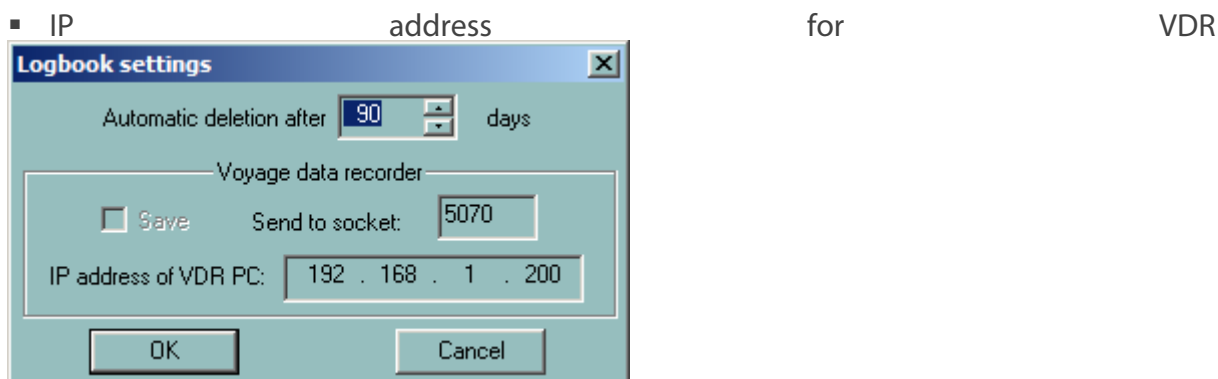 ▪ IP address for VDR
Logbook settings
Automatic deletion after 90 days
Voyage data recorder
Save Send to socket: 5070
IP address of VDR PC: 192 . 168 . 1 . 200
OK Cancel